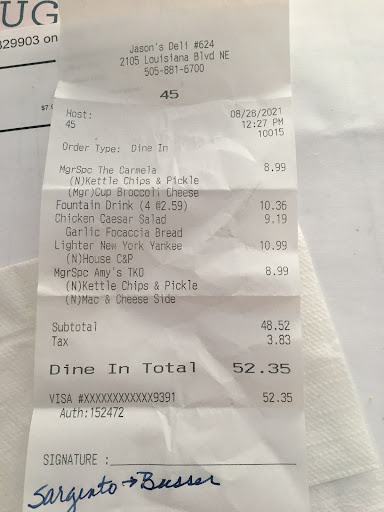 UG
329903 on
$7.
Jason's Deli #624
2105 Louisiana Blvd NE
505-881-6700
45
Host:
08/28/2021
45
12:27 PM
10015
Order Type: Dine In
MgrSpc The Carmela 8.99
(N)Kettle Chips & Pickle
(Mgr)Cup Broccoli Cheese
Fountain Drink (4 @2.59) 10.36
Chicken Caesar Salad 9.19
Garlic Focaccia Bread
Lighter New York Yankee 10.99
(N)House C&P
MgrSpc Amy's TKO 8.99
(N)Kettle Chips & Pickle
(N)Mac & Cheese Side
Subtotal 48.52
Tax 3.83
Dine In Total 52.35
VISA #XXXXXXXXXXXX9391 52.35
Auth:152472
SIGNATURE :
Sargento → Busser